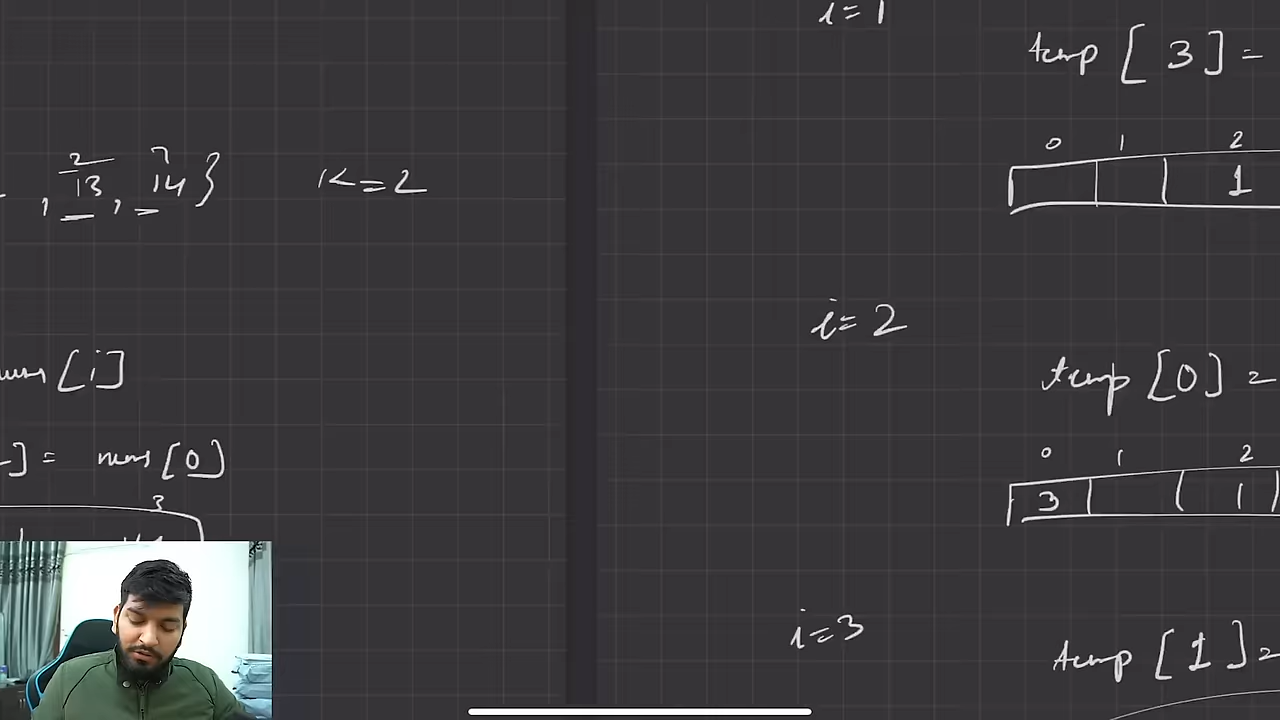 2 7
, 13, 14} K=2
nums[i]
] = nums[0]
3
i=1
temp [3] =
0 1 2
1
i=2
temp [0] =
0 1 2
3 1
i=3
temp [1] =